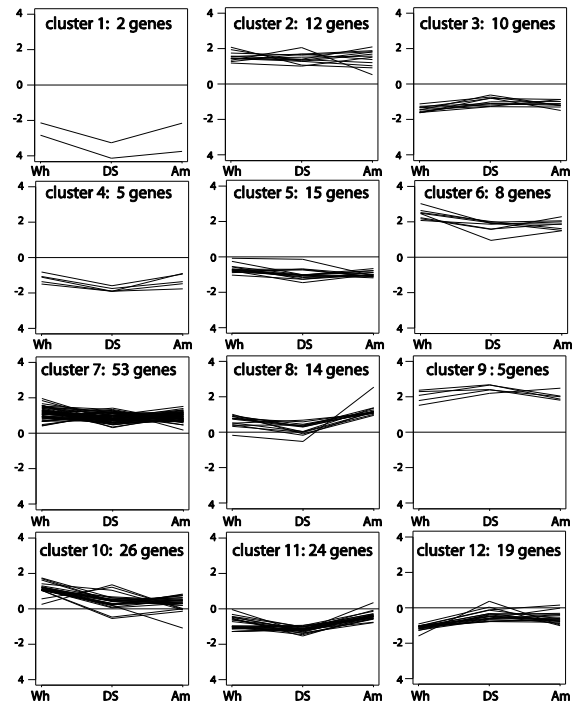 cluster 1: 2 genes
4
2
0
-2
4
Wh DS Am
cluster 2: 12 genes
4
2
0
-2
4
Wh DS Am
cluster 3: 10 genes
4
2
0
-2
4
Wh DS Am
cluster 4: 5 genes
4
2
0
-2
4
Wh DS Am
cluster 5: 15 genes
4
2
0
-2
4
Wh DS Am
cluster 6: 8 genes
4
2
0
-2
4
Wh DS Am
cluster 7: 53 genes
4
2
0
-2
4
Wh DS Am
cluster 8: 14 genes
4
2
0
-2
4
Wh DS Am
cluster 9 : 5genes
4
2
0
-2
4
Wh DS Am
cluster 10: 26 genes
4
2
0
-2
4
Wh DS Am
cluster 11: 24 genes
4
2
0
-2
4
Wh DS Am
cluster 12: 19 genes
4
2
0
-2
4
Wh DS Am